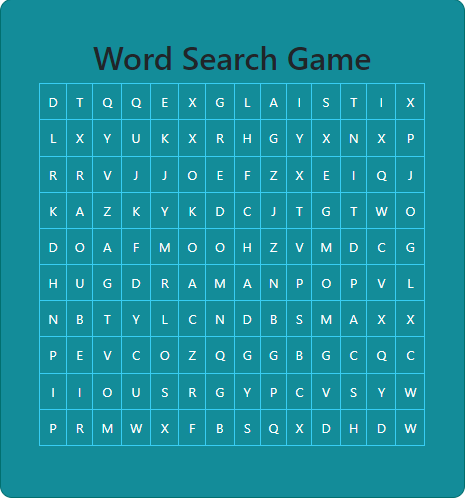 Word Search Game
D T Q Q E X G L A I S T I X
L X Y U K X R H G Y X N X P
R R V J J O E F Z X E I Q J
K A Z K Y K D C J T G T W O
D O A F M O O H Z V M D C G
H U G D R A M A N P O P V L
N B T Y L C N D B S M A X X
P E V C O Z Q G G B G C Q C
I I O U S R G Y P C V S Y W
P R M W X F B S Q X D H D W